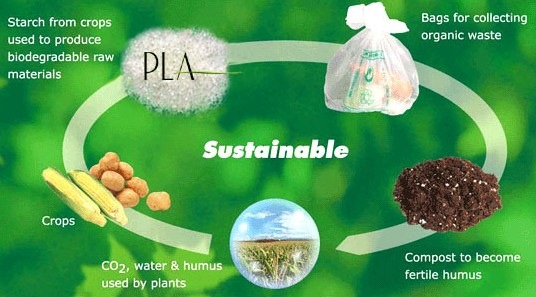 Starch from crops
used to produce
biodegradable raw
materials
PLA
Bags for collecting
organic waste
Sustainable
Crops
CO₂, water & humus
used by plants
Compost to become
fertile humus